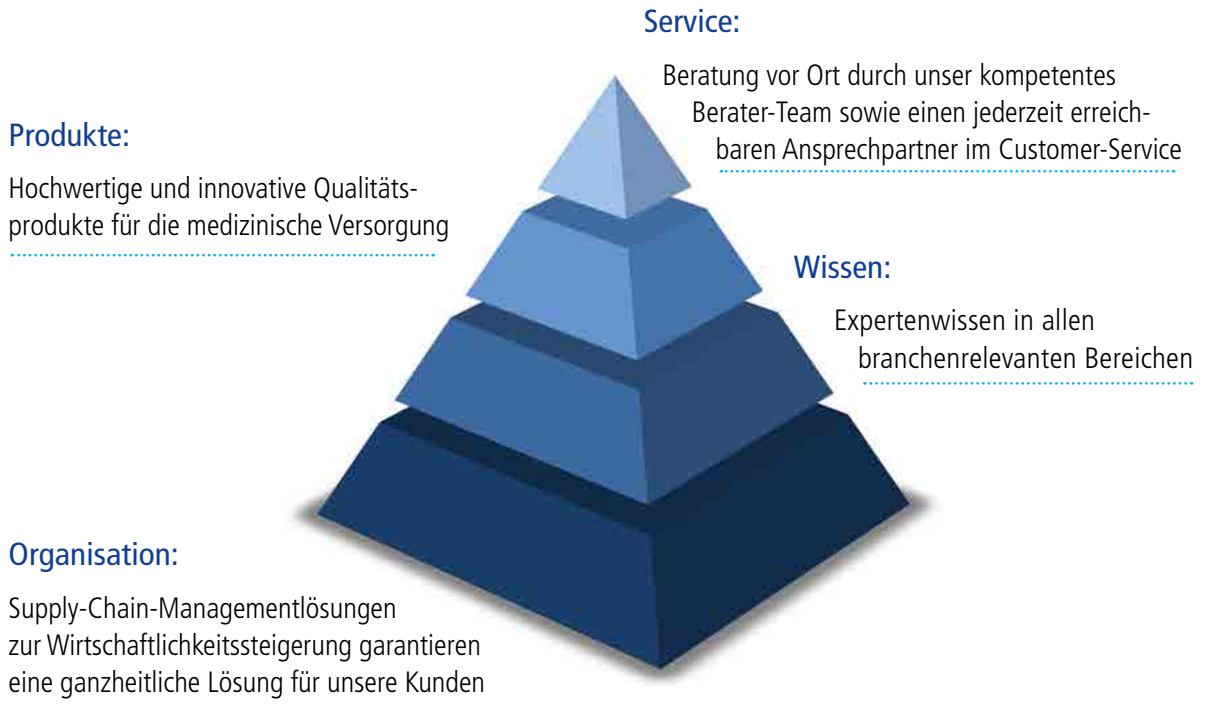 Service:
Beratung vor Ort durch unser kompetentes
Berater-Team sowie einen jederzeit erreich-
baren Ansprechpartner im Customer-Service
Produkte:
Hochwertige und innovative Qualitäts-
produkte für die medizinische Versorgung
Wissen:
Expertenwissen in allen
branchenrelevanten Bereichen
Organisation:
Supply-Chain-Managementlösungen
zur Wirtschaftlichkeitssteigerung garantieren
eine ganzheitliche Lösung für unsere Kunden